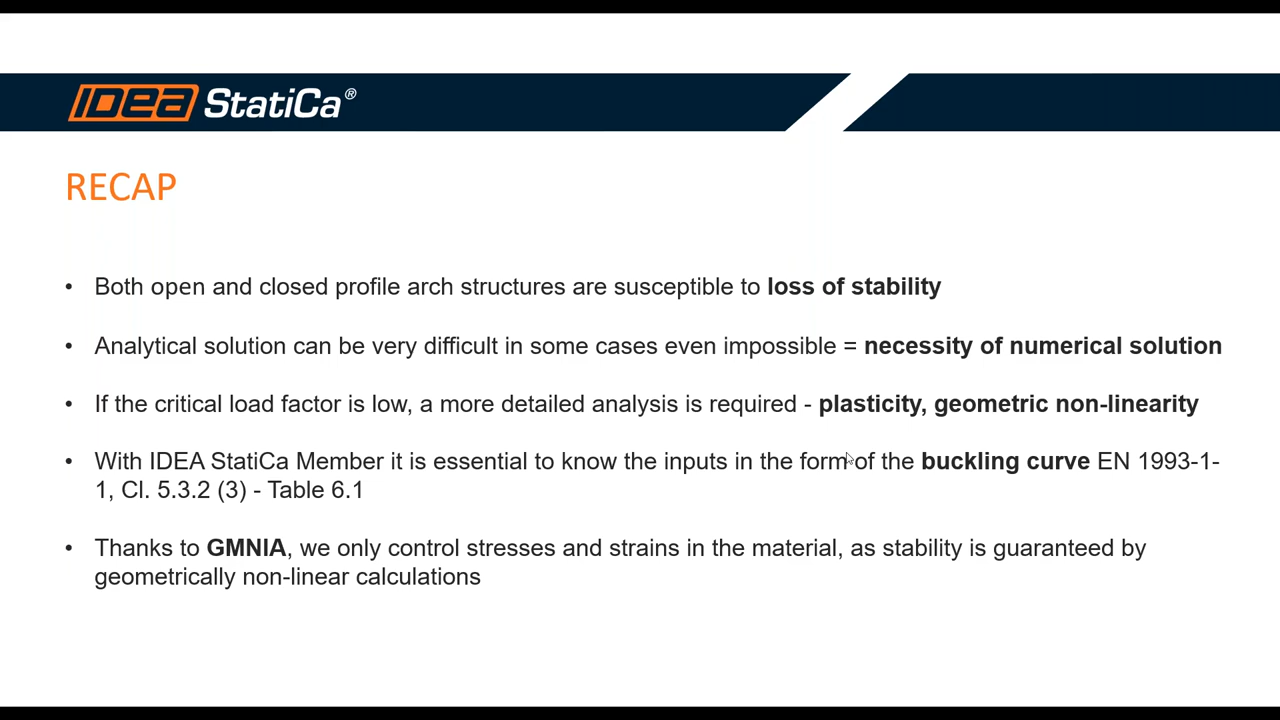 IDEA StatiCa®
RECAP
• Both open and closed profile arch structures are susceptible to loss of stability
• Analytical solution can be very difficult in some cases even impossible = necessity of numerical solution
• If the critical load factor is low, a more detailed analysis is required - plasticity, geometric non-linearity
• With IDEA StatiCa Member it is essential to know the inputs in the form of the buckling curve EN 1993-1-
1, Cl. 5.3.2 (3) - Table 6.1
• Thanks to GMNIA, we only control stresses and strains in the material, as stability is guaranteed by
geometrically non-linear calculations